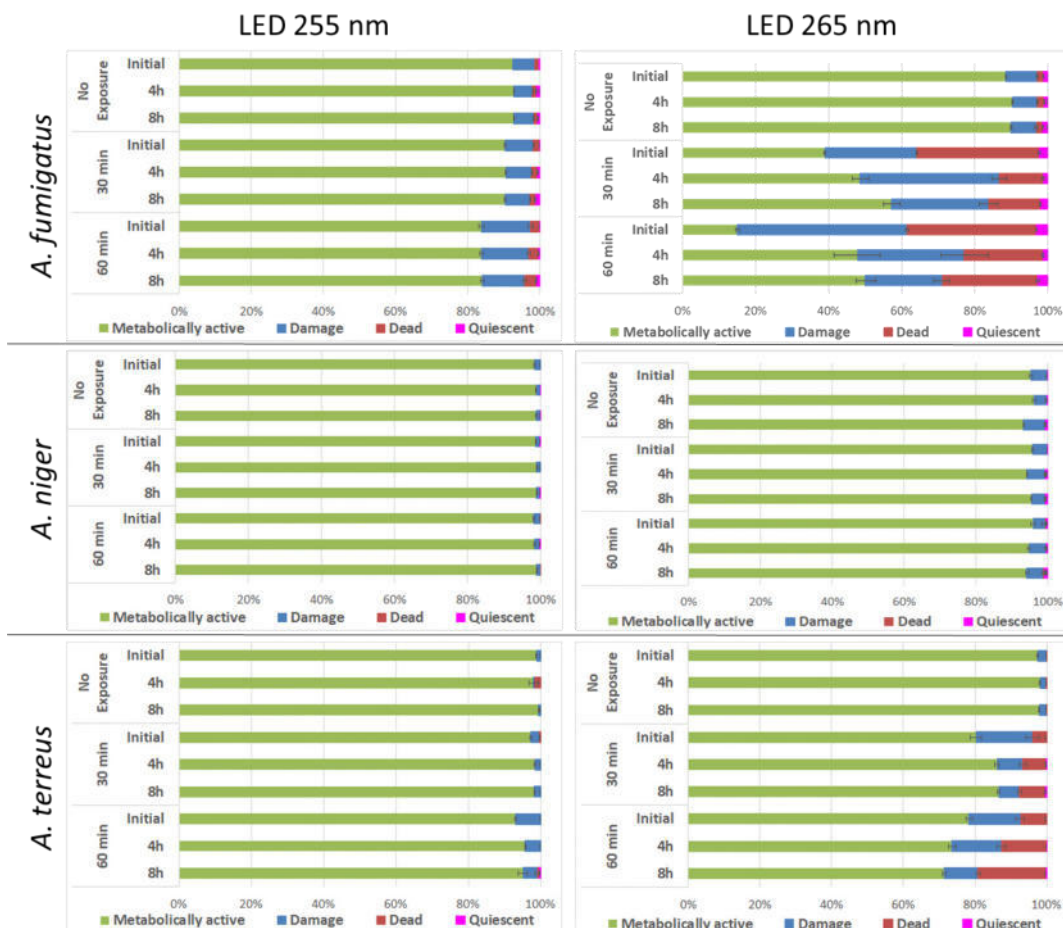 LED 255 nm
LED 265 nm
A. fumigatus
No Exposure
Initial
4h
8h
30 min
Initial
4h
8h
60 min
Initial
4h
8h
0% 20% 40% 60% 80% 100%
Metabolically active Damage Dead Quiescent
No Exposure
Initial
4h
8h
30 min
Initial
4h
8h
60 min
Initial
4h
8h
0% 20% 40% 60% 80% 100%
Metabolically active Damage Dead Quiescent
A. niger
No Exposure
Initial
4h
8h
30 min
Initial
4h
8h
60 min
Initial
4h
8h
0% 20% 40% 60% 80% 100%
Metabolically active Damage Dead Quiescent
No Exposure
Initial
4h
8h
30 min
Initial
4h
8h
60 min
Initial
4h
8h
0% 20% 40% 60% 80% 100%
Metabolically active Damage Dead Quiescent
A. terreus
No Exposure
Initial
4h
8h
30 min
Initial
4h
8h
60 min
Initial
4h
8h
0% 20% 40% 60% 80% 100%
Metabolically active Damage Dead Quiescent
No Exposure
Initial
4h
8h
30 min
Initial
4h
8h
60 min
Initial
4h
8h
0% 20% 40% 60% 80% 100%
Metabolically active Damage Dead Quiescent